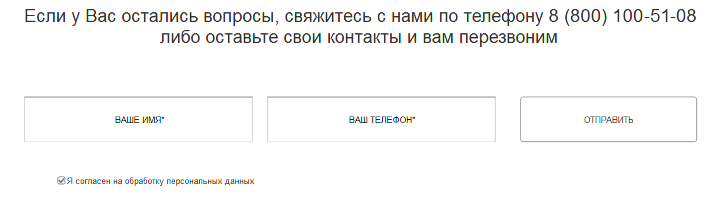 Если у Вас остались вопросы, свяжитесь с нами по телефону 8 (800) 100-51-08
либо оставьте свои контакты и вам перезвоним
ВАШЕ ИМЯ*
ВАШ ТЕЛЕФОН*
ОТПРАВИТЬ
Я согласен на обработку персональных данных